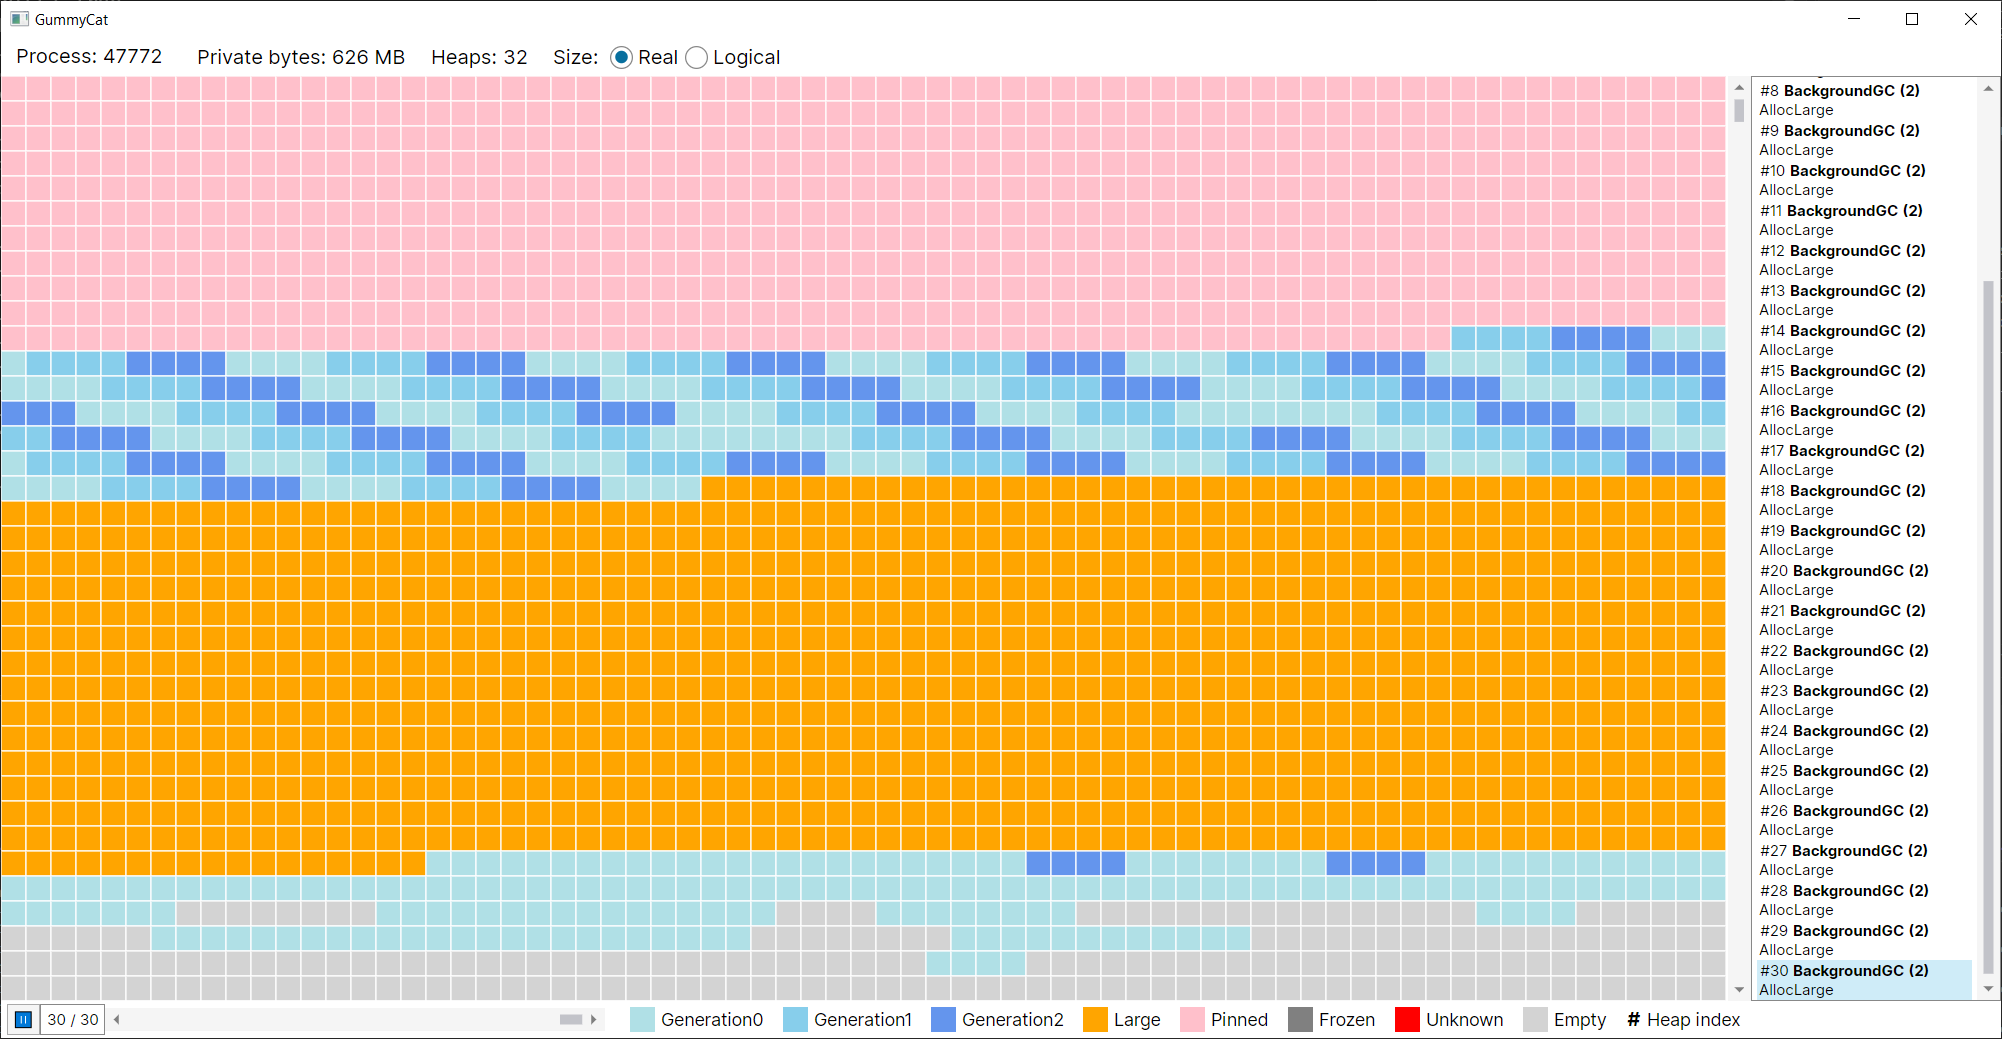 GummyCat
Process: 47772 Private bytes: 626 MB Heaps: 32 Size: Real Logical
#8 BackgroundGC (2)
AllocLarge
#9 BackgroundGC (2)
AllocLarge
#10 BackgroundGC (2)
AllocLarge
#11 BackgroundGC (2)
AllocLarge
#12 BackgroundGC (2)
AllocLarge
#13 BackgroundGC (2)
AllocLarge
#14 BackgroundGC (2)
AllocLarge
#15 BackgroundGC (2)
AllocLarge
#16 BackgroundGC (2)
AllocLarge
#17 BackgroundGC (2)
AllocLarge
#18 BackgroundGC (2)
AllocLarge
#19 BackgroundGC (2)
AllocLarge
#20 BackgroundGC (2)
AllocLarge
#21 BackgroundGC (2)
AllocLarge
#22 BackgroundGC (2)
AllocLarge
#23 BackgroundGC (2)
AllocLarge
#24 BackgroundGC (2)
AllocLarge
#25 BackgroundGC (2)
AllocLarge
#26 BackgroundGC (2)
AllocLarge
#27 BackgroundGC (2)
AllocLarge
#28 BackgroundGC (2)
AllocLarge
#29 BackgroundGC (2)
AllocLarge
#30 BackgroundGC (2)
AllocLarge
30 / 30 Generation0 Generation1 Generation2 Large Pinned Frozen Unknown Empty # Heap index